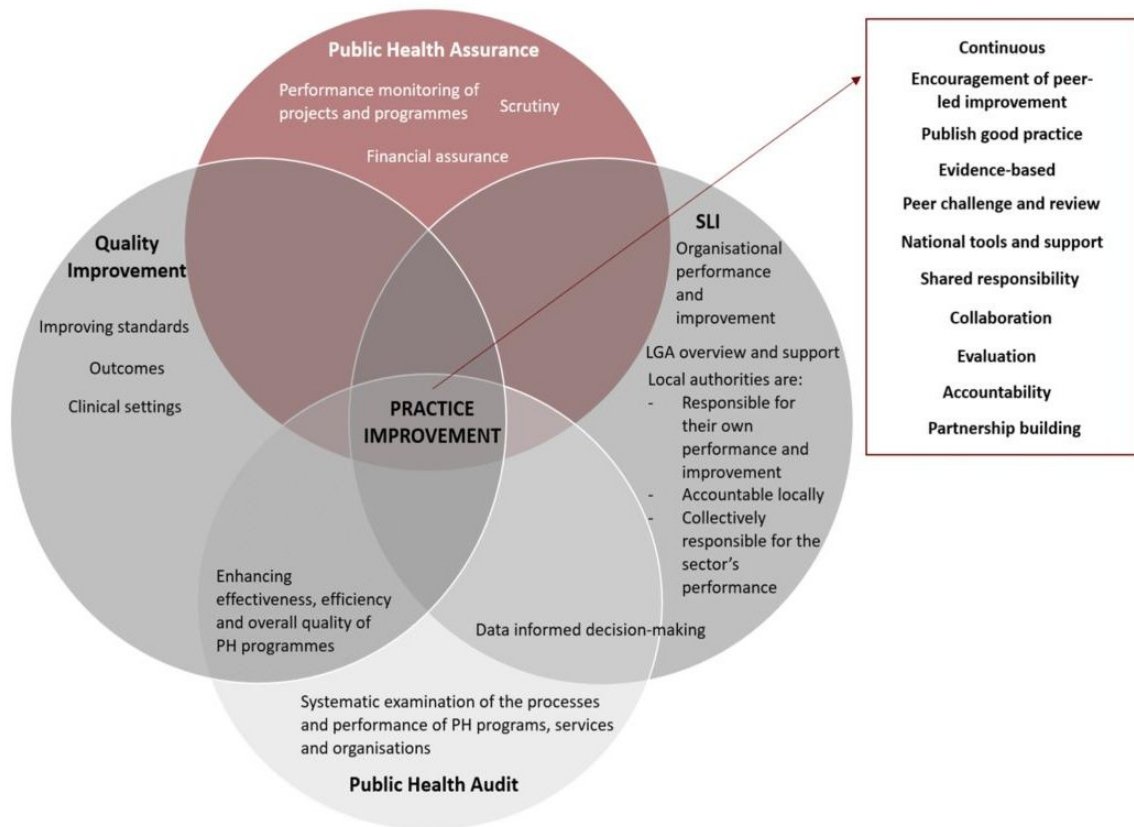 Public Health Assurance
Performance monitoring of
projects and programmes
Scrutiny
Financial assurance
Quality
Improvement
Improving standards
Outcomes
Clinical settings
SLI
Organisational
performance
and
improvement
LGA overview and support
Local authorities are:
- Responsible for
their own
performance and
improvement
- Accountable locally
- Collectively
responsible for the
sector's
performance
PRACTICE
IMPROVEMENT
Enhancing
effectiveness, efficiency
and overall quality of
PH programmes
Data informed decision-making
Systematic examination of the processes
and performance of PH programs, services
and organisations
Public Health Audit
Continuous
Encouragement of peer-
led improvement
Publish good practice
Evidence-based
Peer challenge and review
National tools and support
Shared responsibility
Collaboration
Evaluation
Accountability
Partnership building